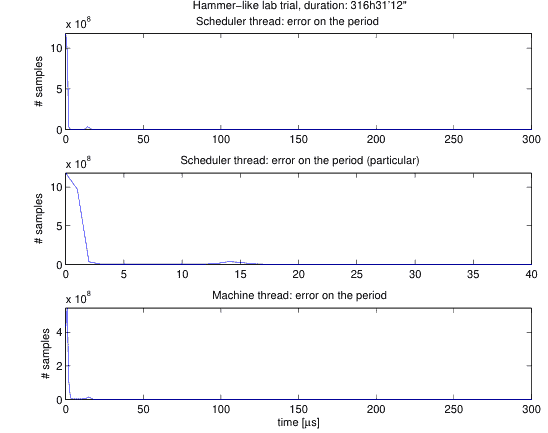 Hammer−like lab trial, duration: 316h31'12"
Scheduler thread: error on the period
x 10^8
10
5
0
# samples
0 50 100 150 200 250 300
Scheduler thread: error on the period (particular)
x 10^8
10
5
0
# samples
0 5 10 15 20 25 30 35 40
Machine thread: error on the period
x 10^8
4
2
0
# samples
0 50 100 150 200 250 300
time [μs]